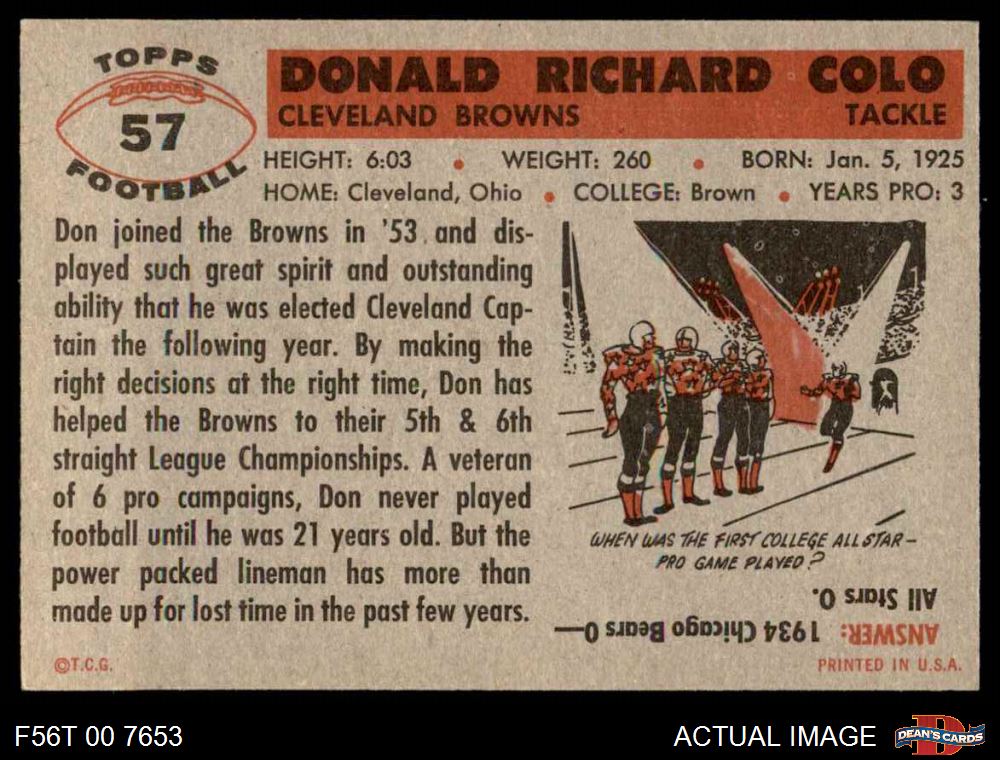 TOPPS
57
FOOTBALL
DONALD RICHARD COLO
CLEVELAND BROWNS TACKLE
HEIGHT: 6:03 • WEIGHT: 260 • BORN: Jan. 5, 1925
HOME: Cleveland, Ohio • COLLEGE: Brown • YEARS PRO: 3
Don joined the Browns in '53 and dis-
played such great spirit and outstanding
ability that he was elected Cleveland Cap-
tain the following year. By making the
right decisions at the right time, Don has
helped the Browns to their 5th & 6th
straight League Championships. A veteran
of 6 pro campaigns, Don never played
football until he was 21 years old. But the
power packed lineman has more than
made up for lost time in the past few years.
WHEN WAS THE FIRST COLLEGE ALL STAR-
PRO GAME PLAYED?
ANSWER: 1934 Chicago Bears 0—
All Stars 0.
©T.C.G.
PRINTED IN U.S.A.
F56T 00 7653
ACTUAL IMAGE
D
DEAN'S CARDS